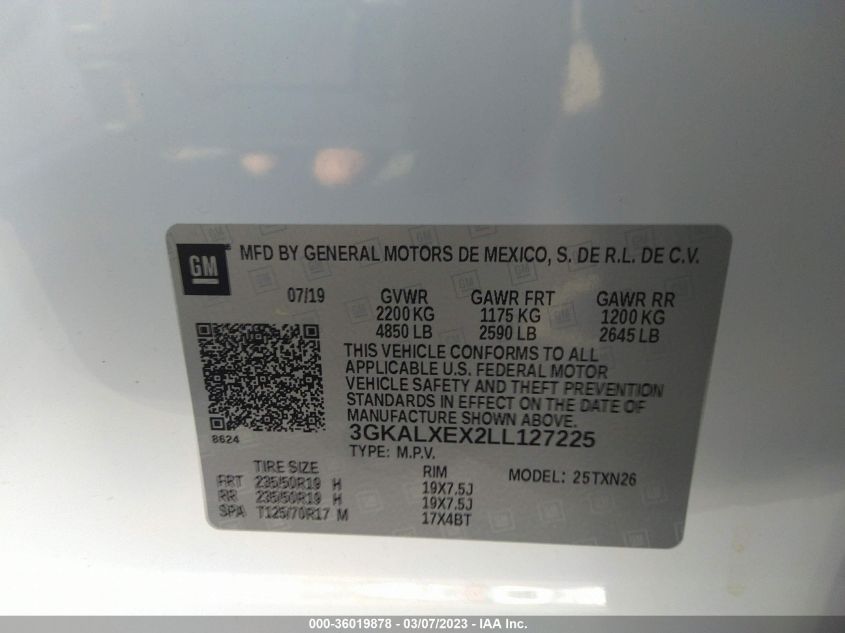 GM
MFD BY GENERAL MOTORS DE MEXICO, S. DE R.L. DE C.V.
07/19 GVWR GAWR FRT GAWR RR
2200 KG 1175 KG 1200 KG
4850 LB 2590 LB 2645 LB
THIS VEHICLE CONFORMS TO ALL
APPLICABLE U.S. FEDERAL MOTOR
VEHICLE SAFETY AND THEFT PREVENTION
STANDARDS IN EFFECT ON THE DATE OF
MANUFACTURE SHOWN ABOVE.
8624
3GKALXEX2LL127225
TYPE: M.P.V.
TIRE SIZE RIM MODEL: 25TXN26
FRT 235/50R19 H 19X7.5J
RR 235/50R19 H 19X7.5J
SPA T125/70R17 M 17X4BT
000-36019878 — 03/07/2023 — IAA Inc.